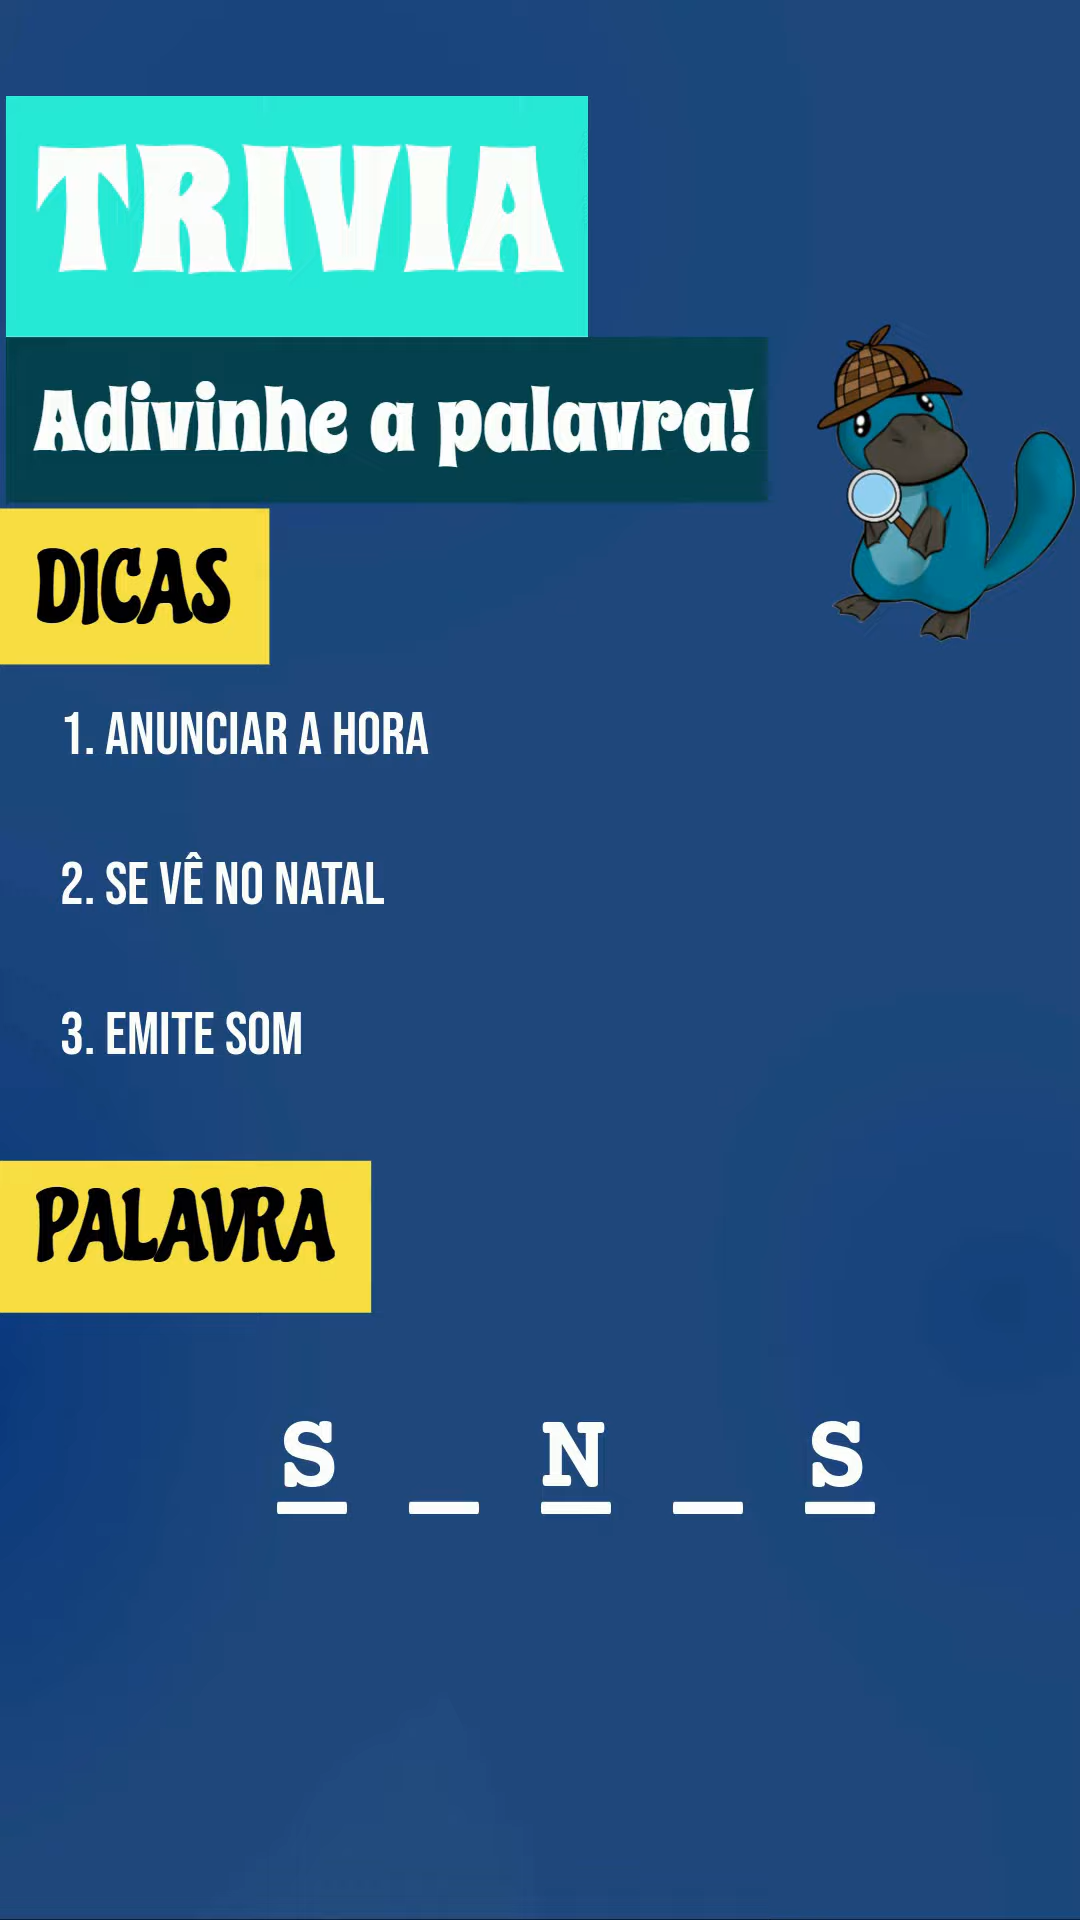 TRIVIA
Adivinhe a palavra!
DICAS
1. ANUNCIAR A HORA
2. SE VÊ NO NATAL
3. EMITE SOM
PALAVRA
S _ N _ S